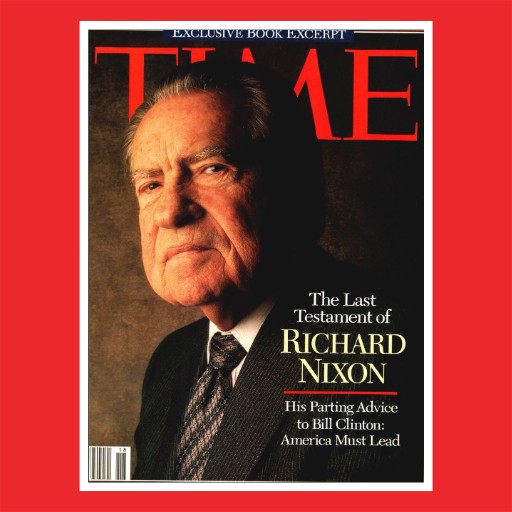 EXCLUSIVE BOOK EXCERPT
TIME
The Last
Testament of
RICHARD
NIXON
His Parting Advice
to Bill Clinton:
America Must Lead
18